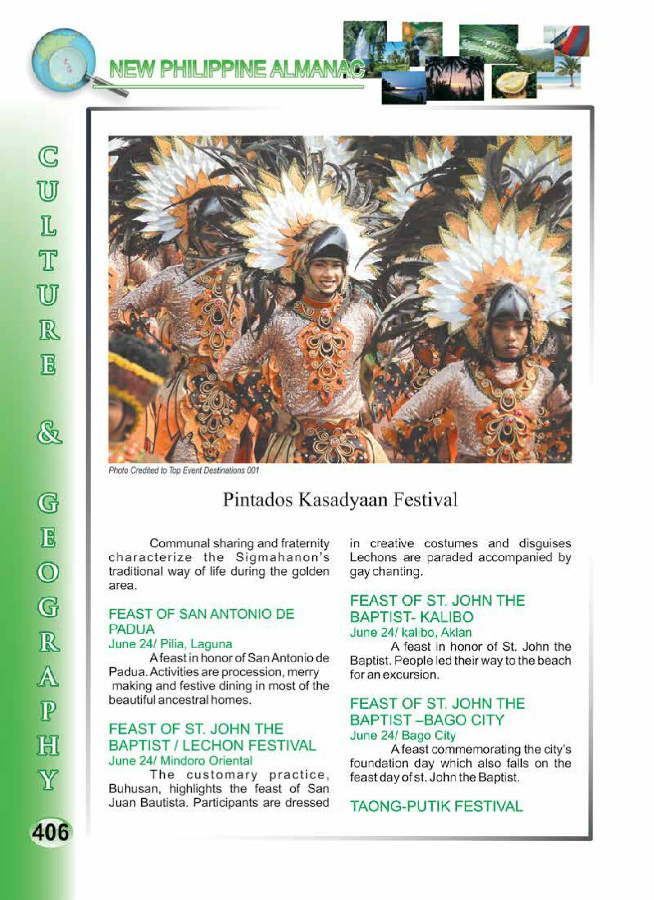 NEW PHILIPPINE ALMANAC
CULTURE & GEOGRAPHY
406
Photo Credited to Top Event Destinations 001
Pintados Kasadyaan Festival
Communal sharing and fraternity
characterize the Sigmahanon's
traditional way of life during the golden
area.
FEAST OF SAN ANTONIO DE
PADUA
June 24/ Pilia, Laguna
A feast in honor of San Antonio de
Padua. Activities are procession, merry
making and festive dining in most of the
beautiful ancestral homes.
FEAST OF ST. JOHN THE
BAPTIST / LECHON FESTIVAL
June 24/ Mindoro Oriental
The customary practice,
Buhusan, highlights the feast of San
Juan Bautista. Participants are dressed
in creative costumes and disguises
Lechons are paraded accompanied by
gay chanting.
FEAST OF ST. JOHN THE
BAPTIST- KALIBO
June 24/ kalibo, Aklan
A feast in honor of St. John the
Baptist. People led their way to the beach
for an excursion.
FEAST OF ST. JOHN THE
BAPTIST –BAGO CITY
June 24/ Bago City
A feast commemorating the city's
foundation day which also falls on the
feast day of st. John the Baptist.
TAONG-PUTIK FESTIVAL